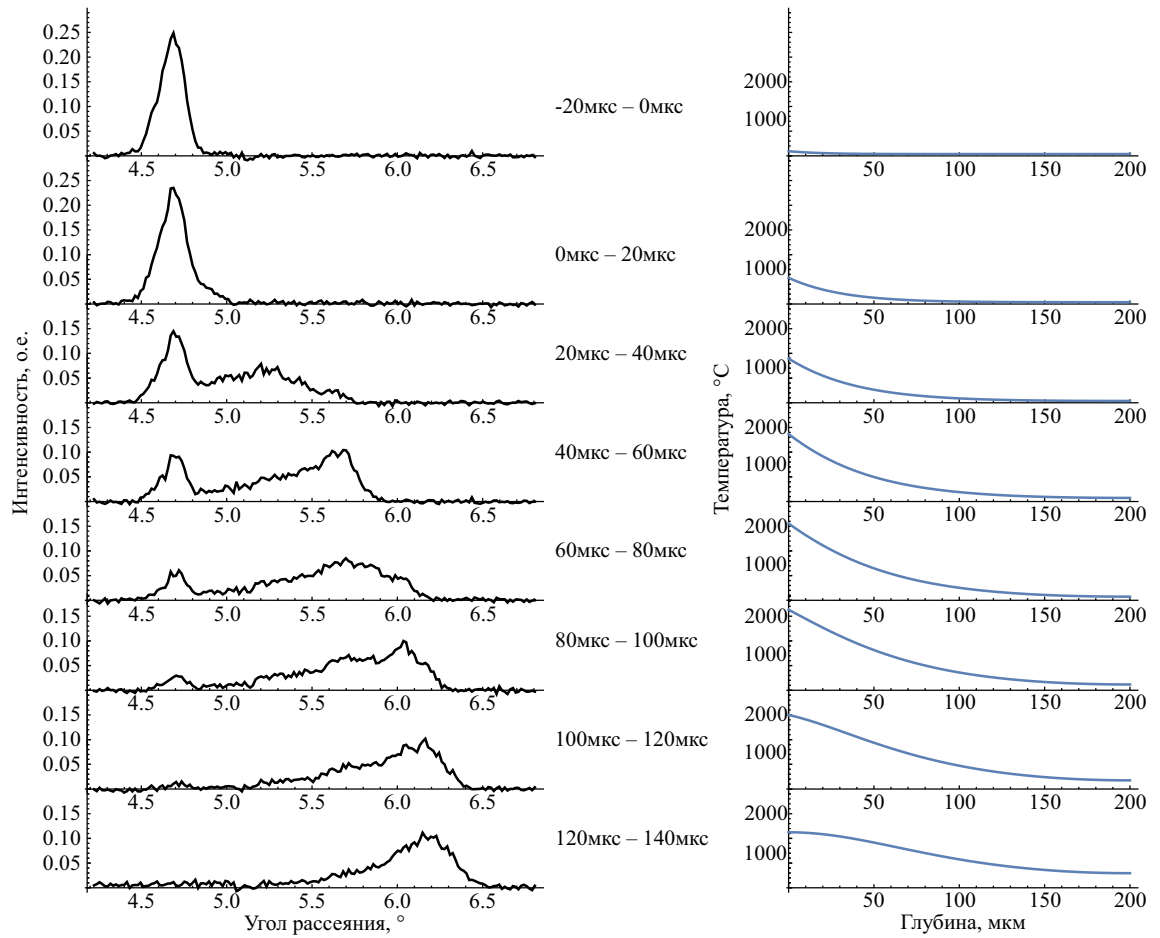 0.25
0.20
0.15
0.10
0.05
4.5 5.0 5.5 6.0 6.5
-20мкс – 0мкс
2000
1000
50 100 150 200
0.25
0.20
0.15
0.10
0.05
4.5 5.0 5.5 6.0 6.5
0мкс – 20мкс
2000
1000
50 100 150 200
0.15
0.10
0.05
4.5 5.0 5.5 6.0 6.5
20мкс – 40мкс
2000
1000
50 100 150 200
0.15
0.10
0.05
4.5 5.0 5.5 6.0 6.5
40мкс – 60мкс
2000
1000
50 100 150 200
0.15
0.10
0.05
4.5 5.0 5.5 6.0 6.5
60мкс – 80мкс
2000
1000
50 100 150 200
0.15
0.10
0.05
4.5 5.0 5.5 6.0 6.5
80мкс – 100мкс
2000
1000
50 100 150 200
0.15
0.10
0.05
4.5 5.0 5.5 6.0 6.5
100мкс – 120мкс
2000
1000
50 100 150 200
0.15
0.10
0.05
4.5 5.0 5.5 6.0 6.5
120мкс – 140мкс
2000
1000
50 100 150 200
Интенсивность, о.е.
Угол рассеяния, °
Температура, °C
Глубина, мкм